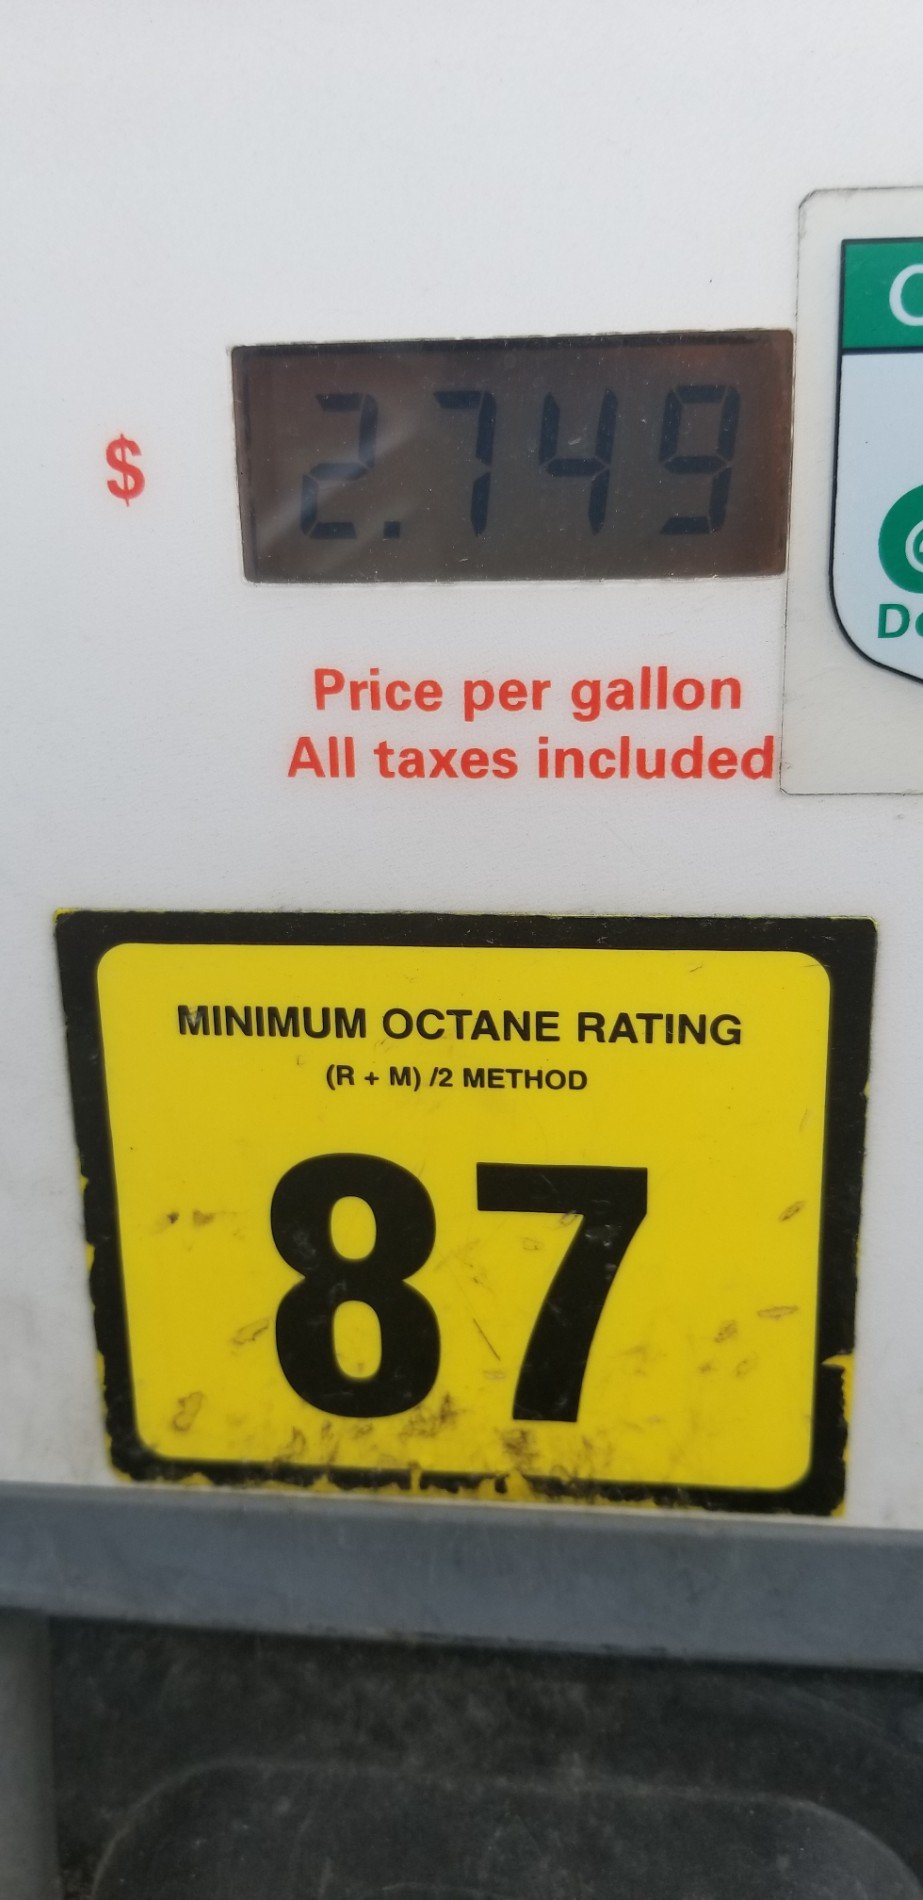 $ 2.749
Price per gallon
All taxes included
MINIMUM OCTANE RATING
(R + M) /2 METHOD
87